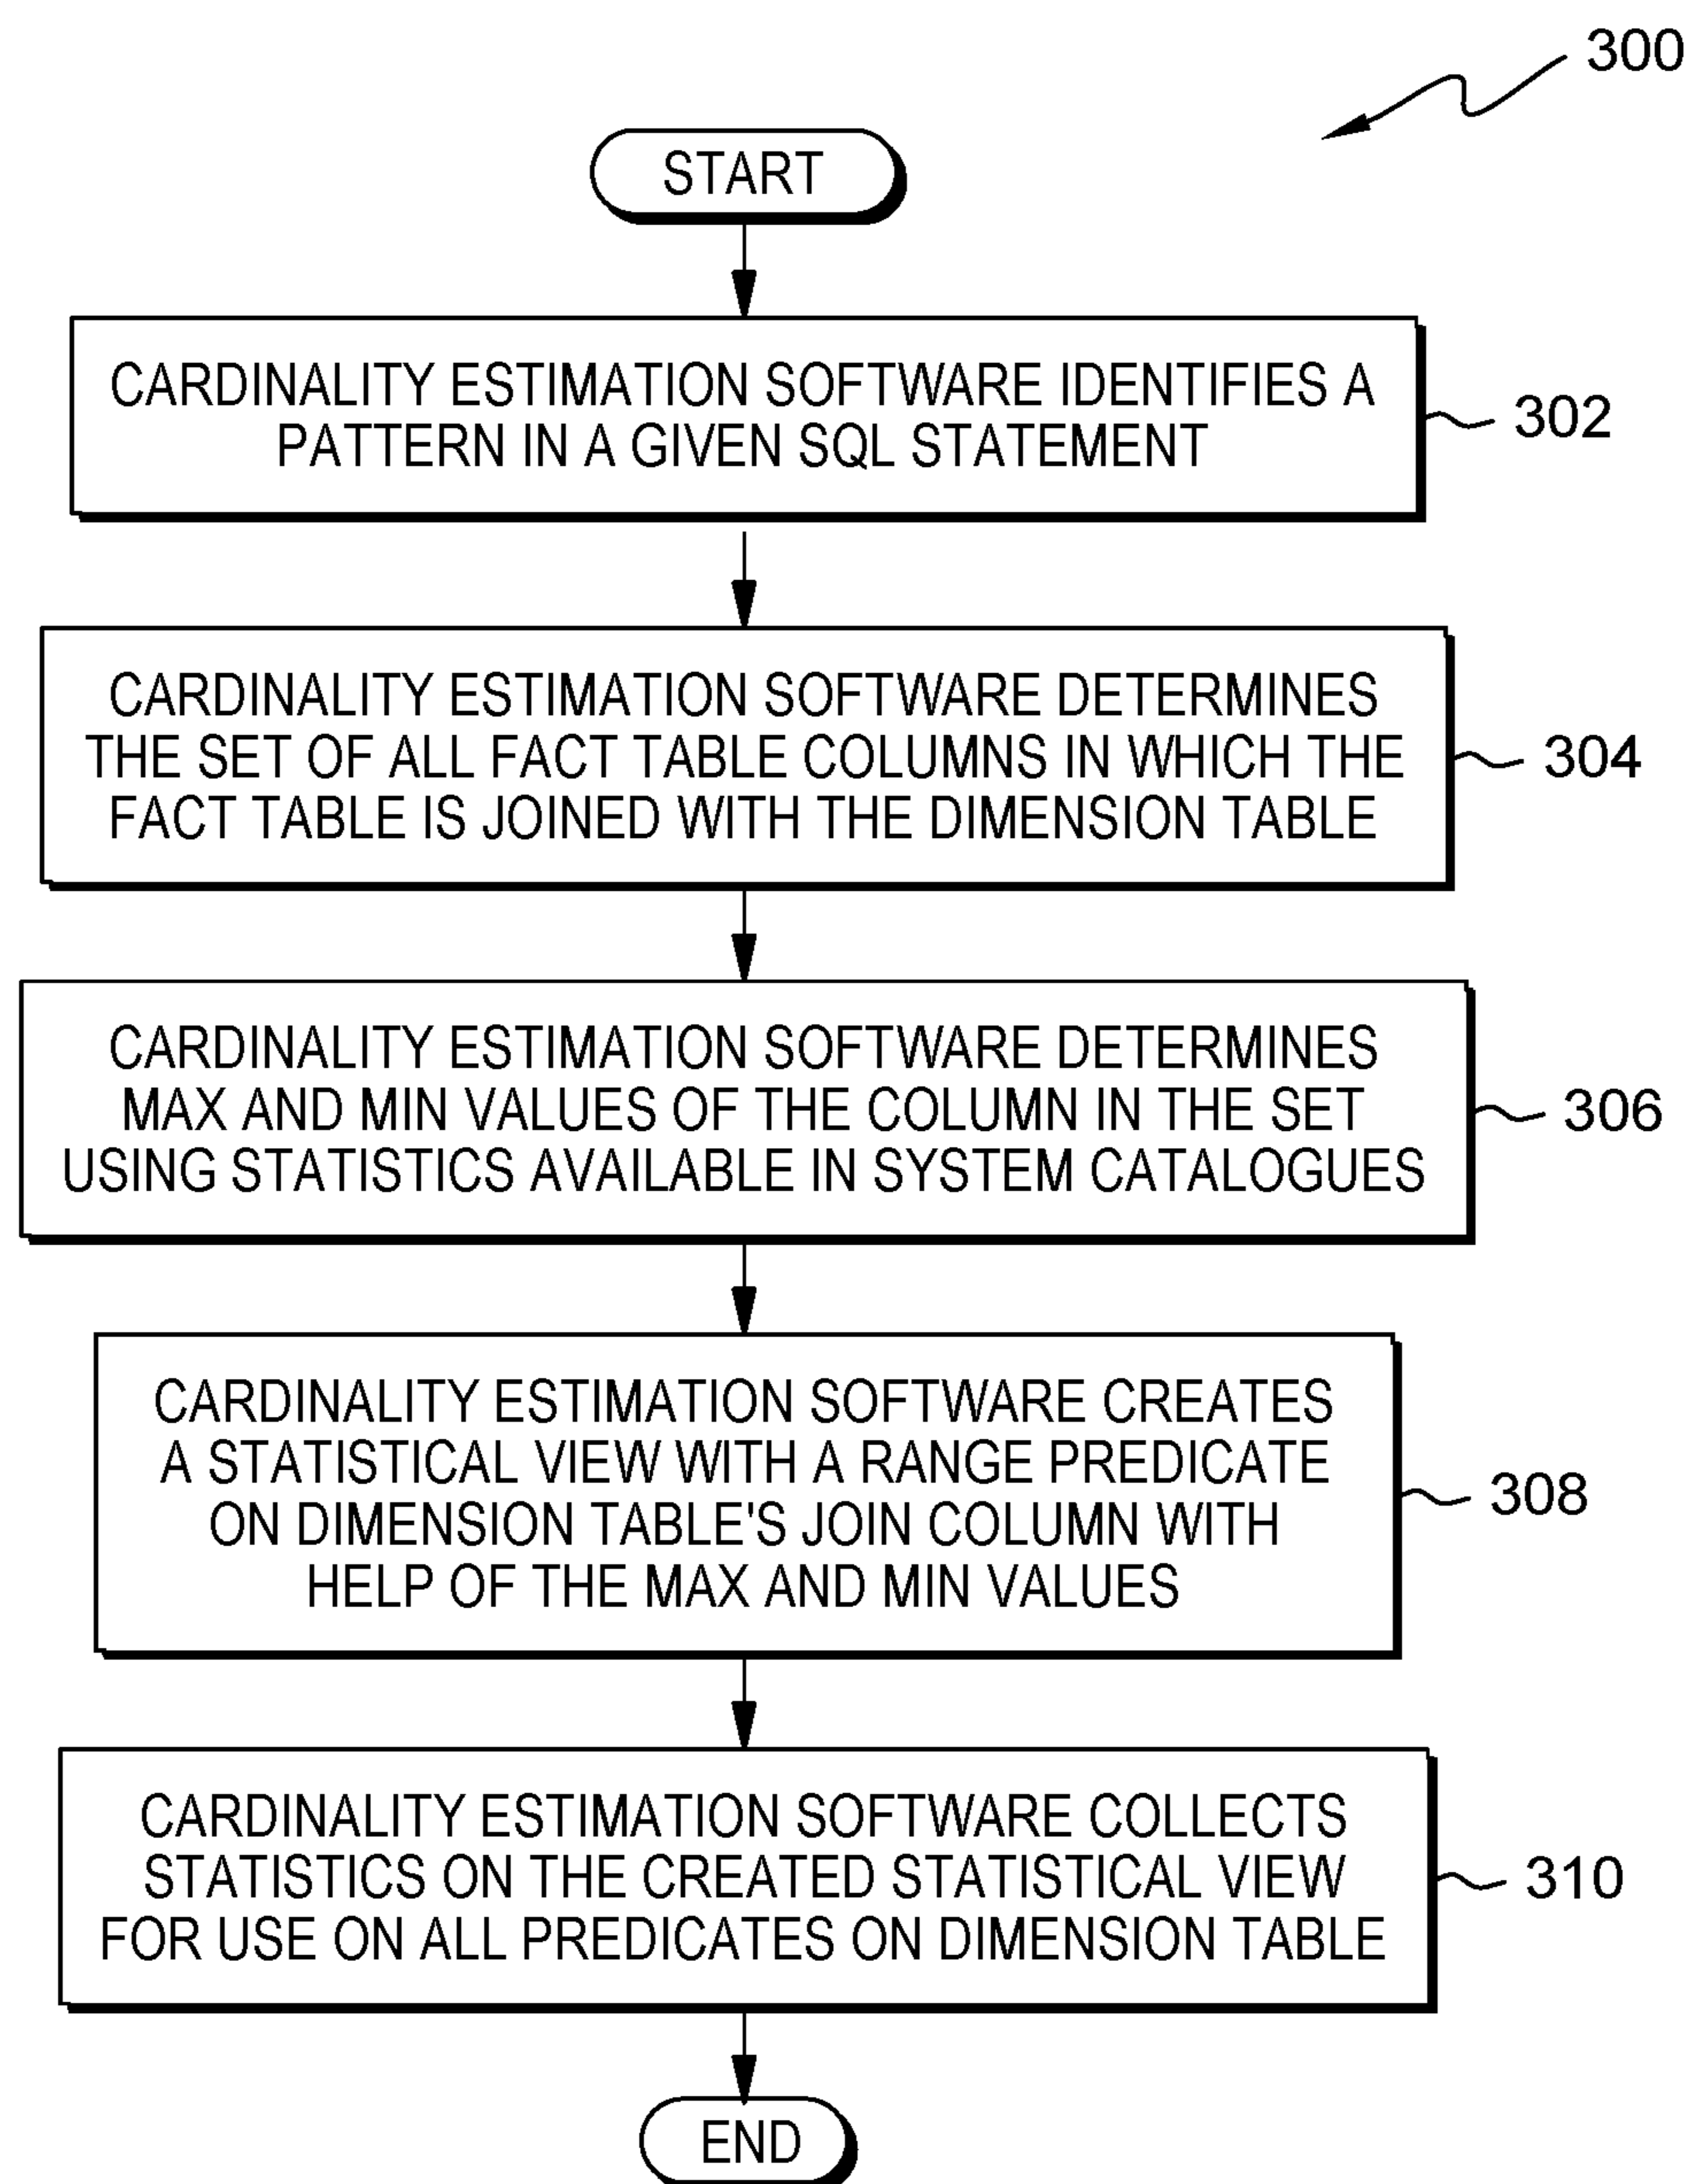 300
START
CARDINALITY ESTIMATION SOFTWARE IDENTIFIES A
PATTERN IN A GIVEN SQL STATEMENT
302
CARDINALITY ESTIMATION SOFTWARE DETERMINES
THE SET OF ALL FACT TABLE COLUMNS IN WHICH THE
FACT TABLE IS JOINED WITH THE DIMENSION TABLE
304
CARDINALITY ESTIMATION SOFTWARE DETERMINES
MAX AND MIN VALUES OF THE COLUMN IN THE SET
USING STATISTICS AVAILABLE IN SYSTEM CATALOGUES
306
CARDINALITY ESTIMATION SOFTWARE CREATES
A STATISTICAL VIEW WITH A RANGE PREDICATE
ON DIMENSION TABLE'S JOIN COLUMN WITH
HELP OF THE MAX AND MIN VALUES
308
CARDINALITY ESTIMATION SOFTWARE COLLECTS
STATISTICS ON THE CREATED STATISTICAL VIEW
FOR USE ON ALL PREDICATES ON DIMENSION TABLE
310
END